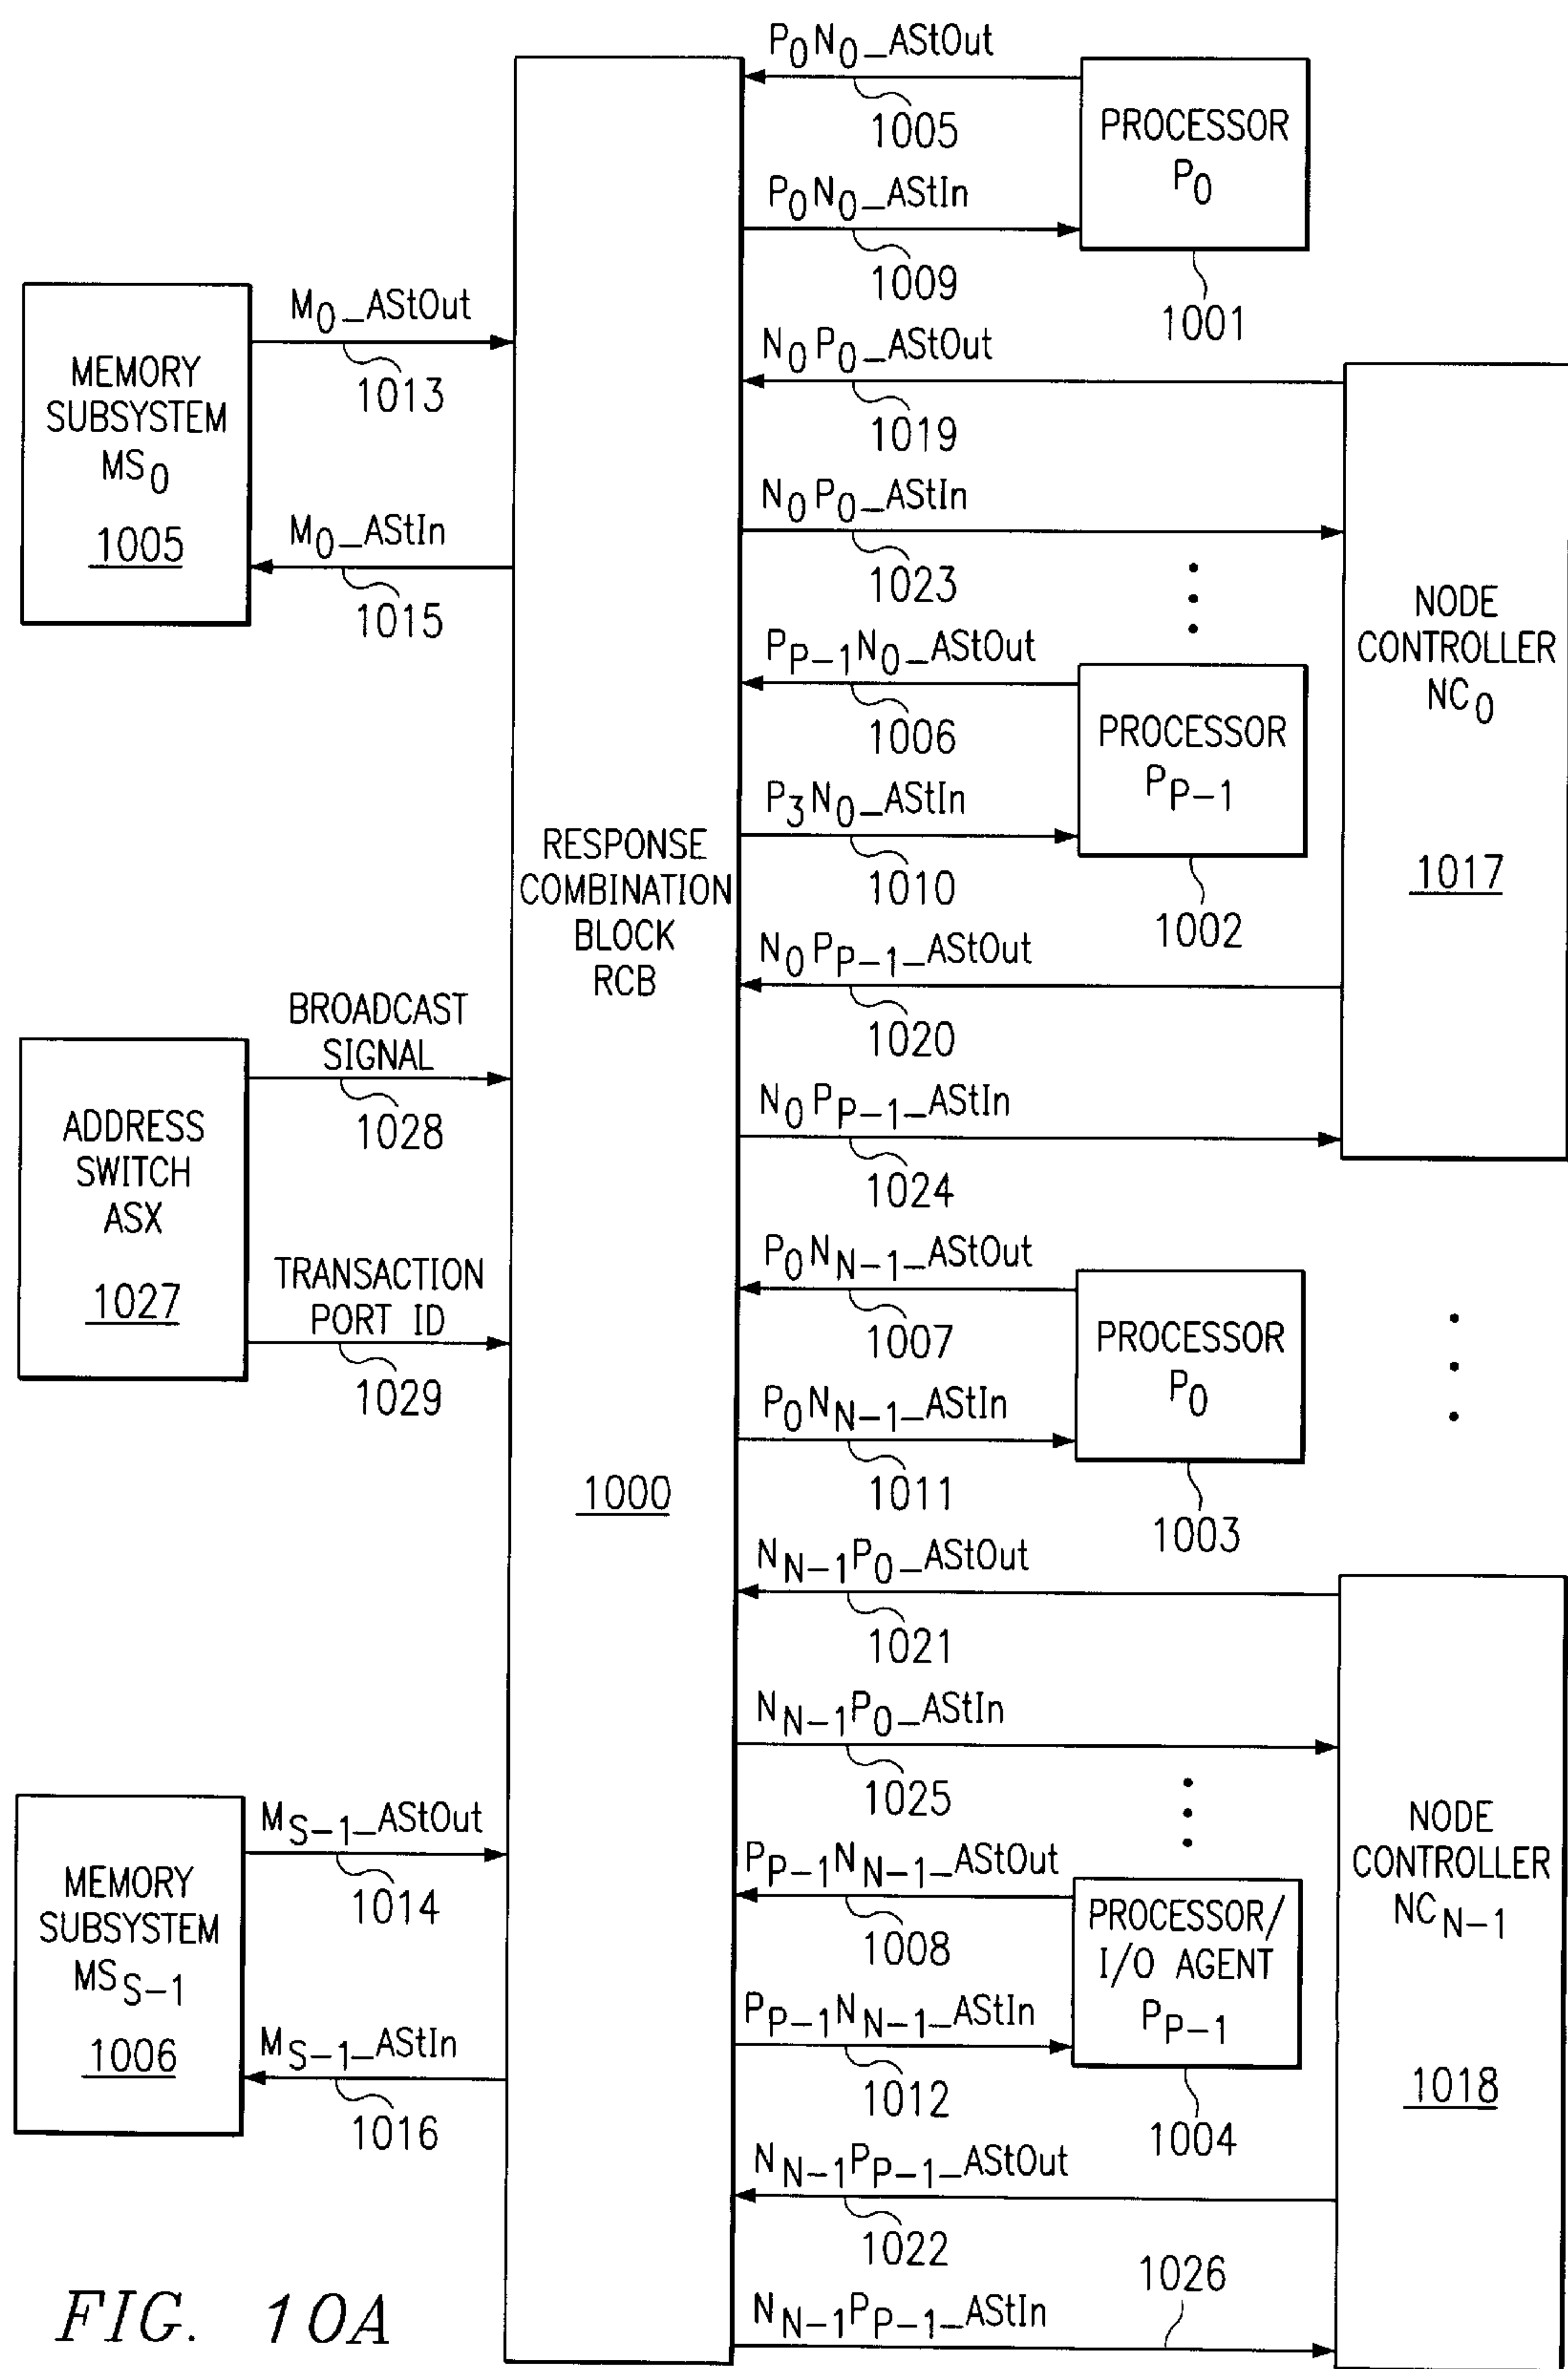 P0N0_AStOut
1005
PROCESSOR
P0
P0N0_AStIn
1009
1001
MEMORY
SUBSYSTEM
MS0
1005
M0_AStOut
1013
M0_AStIn
1015
N0P0_AStOut
1019
N0P0_AStIn
1023
NODE
CONTROLLER
NC0
1017
PP-1N0_AStOut
1006
PROCESSOR
PP-1
P3N0_AStIn
1010
1002
RESPONSE
COMBINATION
BLOCK
RCB
1000
N0PP-1_AStOut
1020
N0PP-1_AStIn
1024
ADDRESS
SWITCH
ASX
1027
BROADCAST
SIGNAL
1028
TRANSACTION
PORT ID
1029
P0NN-1_AStOut
1007
PROCESSOR
P0
P0NN-1_AStIn
1011
1003
NN-1P0_AStOut
1021
NN-1P0_AStIn
1025
NODE
CONTROLLER
NCN-1
1018
MEMORY
SUBSYSTEM
MSS-1
1006
MS-1_AStOut
1014
MS-1_AStIn
1016
PP-1NN-1_AStOut
1008
PROCESSOR/
I/O AGENT
PP-1
PP-1NN-1_AStIn
1012
1004
NN-1PP-1_AStOut
1022
1026
NN-1PP-1_AStIn
FIG. 10A